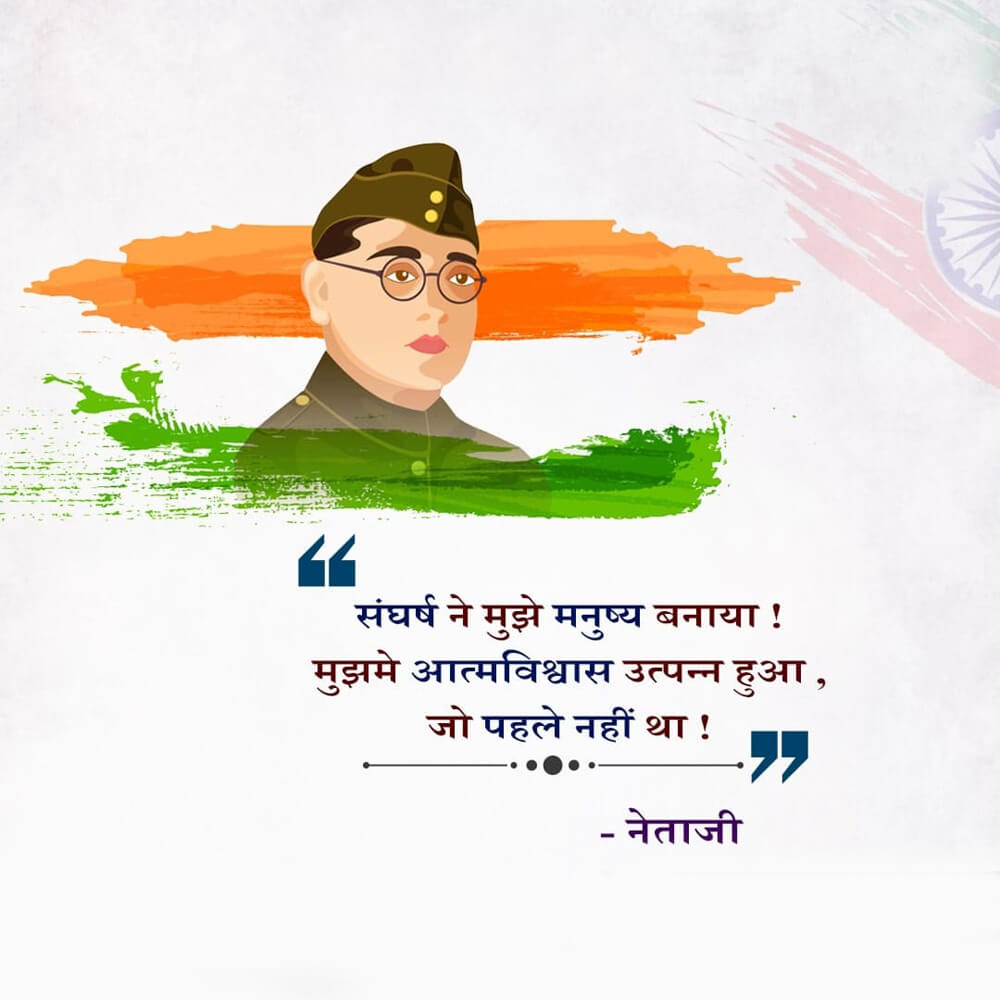 संघर्ष ने मुझे मनुष्य बनाया !
मुझमे आत्मविश्वास उत्पन्न हुआ ,
जो पहले नहीं था !
- नेताजी